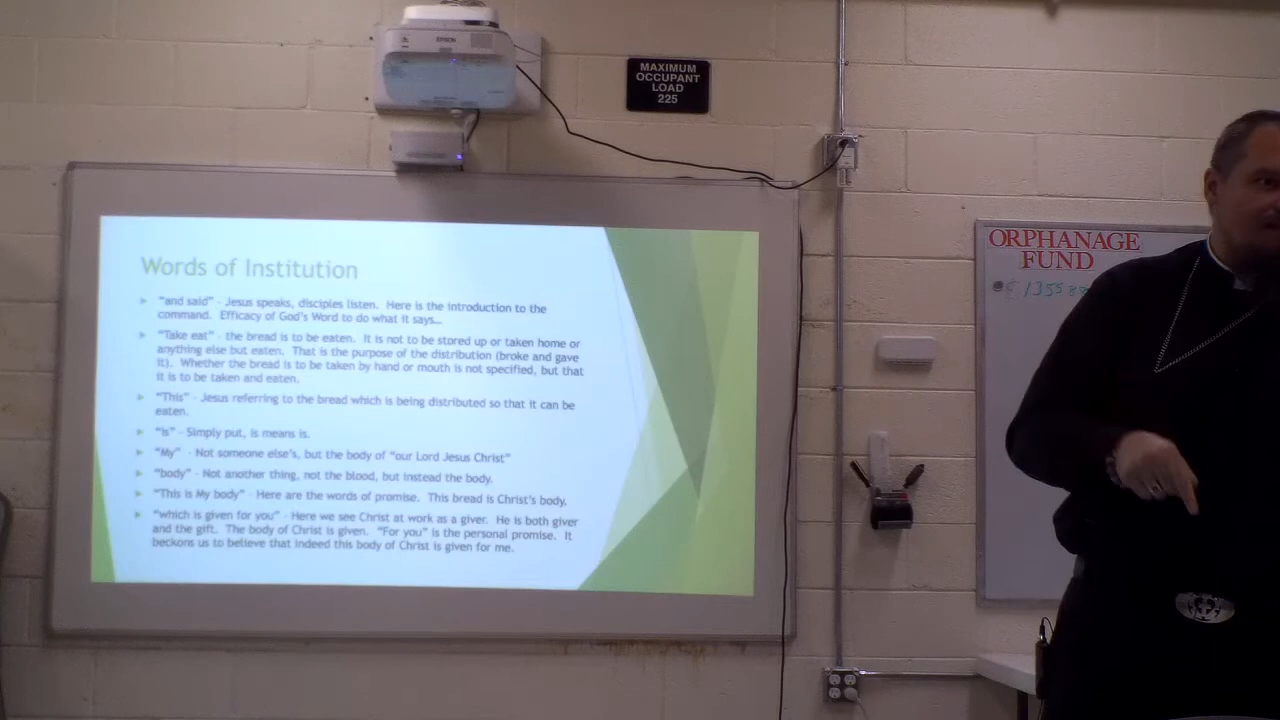 EPSON
MAXIMUM
OCCUPANT
LOAD
225
ORPHANAGE
FUND
Words of Institution
"and said" - Jesus speaks, disciples listen. Here is the introduction to the
command. Efficacy of God's Word to do what it says...
"Take eat" - the bread is to be eaten. It is not to be stored up or taken home or
anything else but eaten. That is the purpose of the distribution (broke and gave
it). Whether the bread is to be taken by hand or mouth is not specified, but that
it is to be taken and eaten.
"This" - Jesus referring to the bread which is being distributed so that it can be
eaten.
"is" - Simply put, is means is.
"My" - Not someone else's, but the body of "our Lord Jesus Christ"
"body" - Not another thing, not the blood, but instead the body.
"This is My body" - Here are the words of promise. This bread is Christ's body.
"which is given for you" - Here we see Christ at work as a giver. He is both giver
and the gift. The body of Christ is given. "For you" is the personal promise. It
beckons us to believe that indeed this body of Christ is given for me.